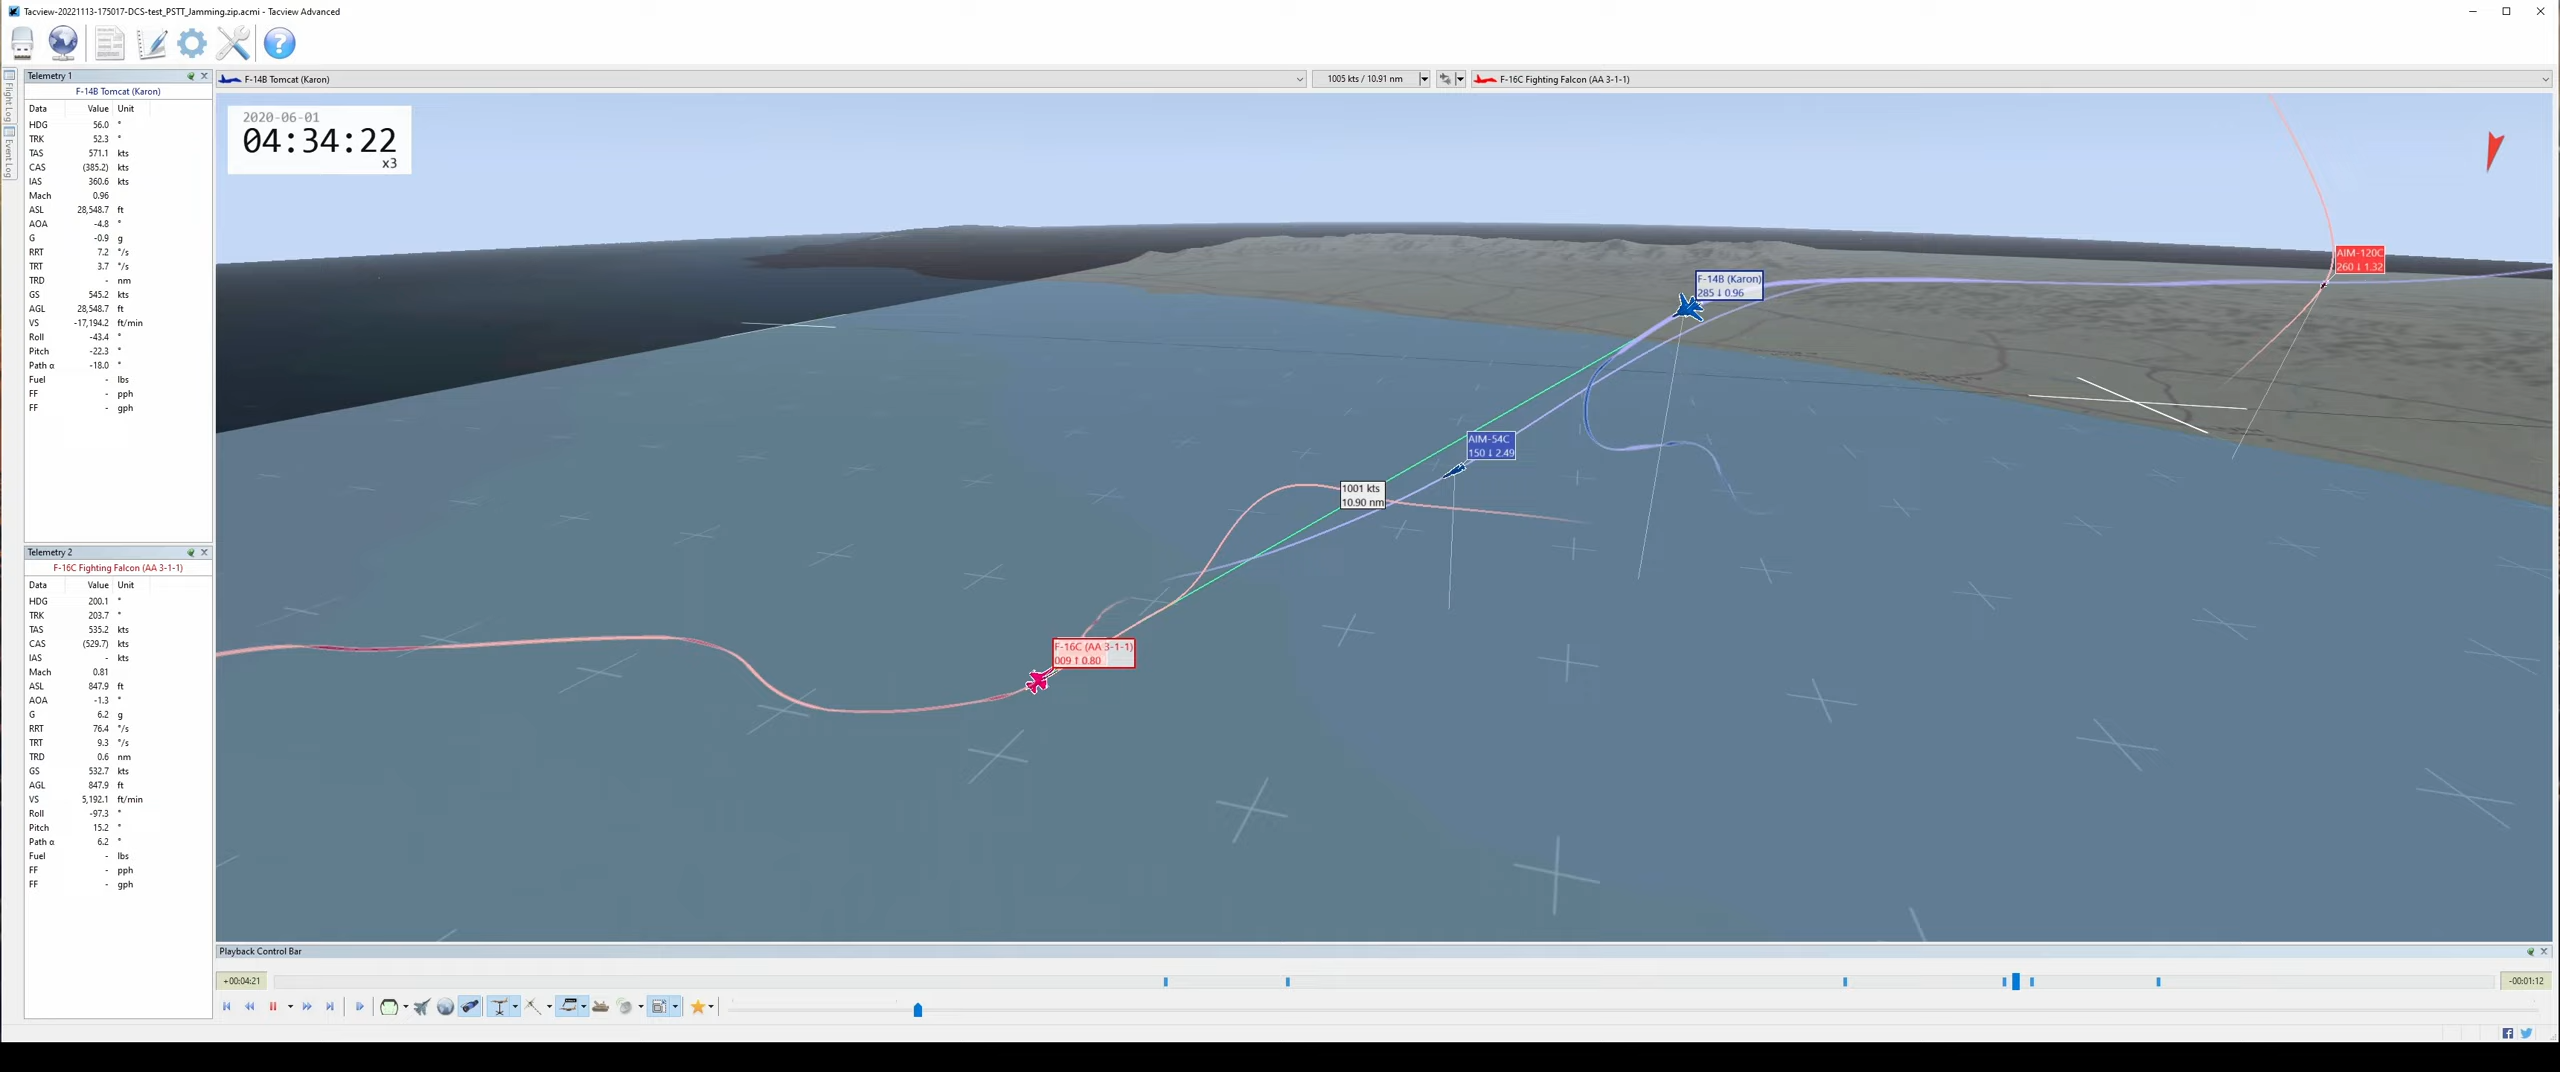 Tacview-20221113-175017-DCS-test_PSTT_Jamming.zip.acmi - Tacview Advanced
Flight Log
Event Log
Telemetry 1
F-14B Tomcat (Karon)
Data Value Unit
HDG 56.0 °
TRK 52.3 °
TAS 571.1 kts
CAS (385.2) kts
IAS 360.6 kts
Mach 0.96
ASL 28,548.7 ft
AOA -4.8 °
G -0.9 g
RRT 7.2 °/s
TRT 3.7 °/s
TRD - nm
GS 545.2 kts
AGL 28,548.7 ft
VS -17,194.2 ft/min
Roll -43.4 °
Pitch -22.3 °
Path α -18.0 °
Fuel - lbs
FF - pph
FF - gph
Telemetry 2
F-16C Fighting Falcon (AA 3-1-1)
Data Value Unit
HDG 200.1 °
TRK 203.7 °
TAS 535.2 kts
CAS (529.7) kts
IAS - kts
Mach 0.81
ASL 847.9 ft
AOA -1.3 °
G 6.2 g
RRT 76.4 °/s
TRT 9.3 °/s
TRD 0.6 nm
GS 532.7 kts
AGL 847.9 ft
VS 5,192.1 ft/min
Roll -97.3 °
Pitch 15.2 °
Path α 6.2 °
Fuel - lbs
FF - pph
FF - gph
F-14B Tomcat (Karon) 1005 kts / 10.91 nm F-16C Fighting Falcon (AA 3-1-1)
2020-06-01
04:34:22
x3
AIM-120C
260 ↓ 1.32
F-14B (Karon)
285 ↓ 0.96
AIM-54C
150 ↓ 2.49
1001 kts
10.90 nm
F-16C (AA 3-1-1)
009 ↑ 0.80
Playback Control Bar
+00:04:21 -00:01:12